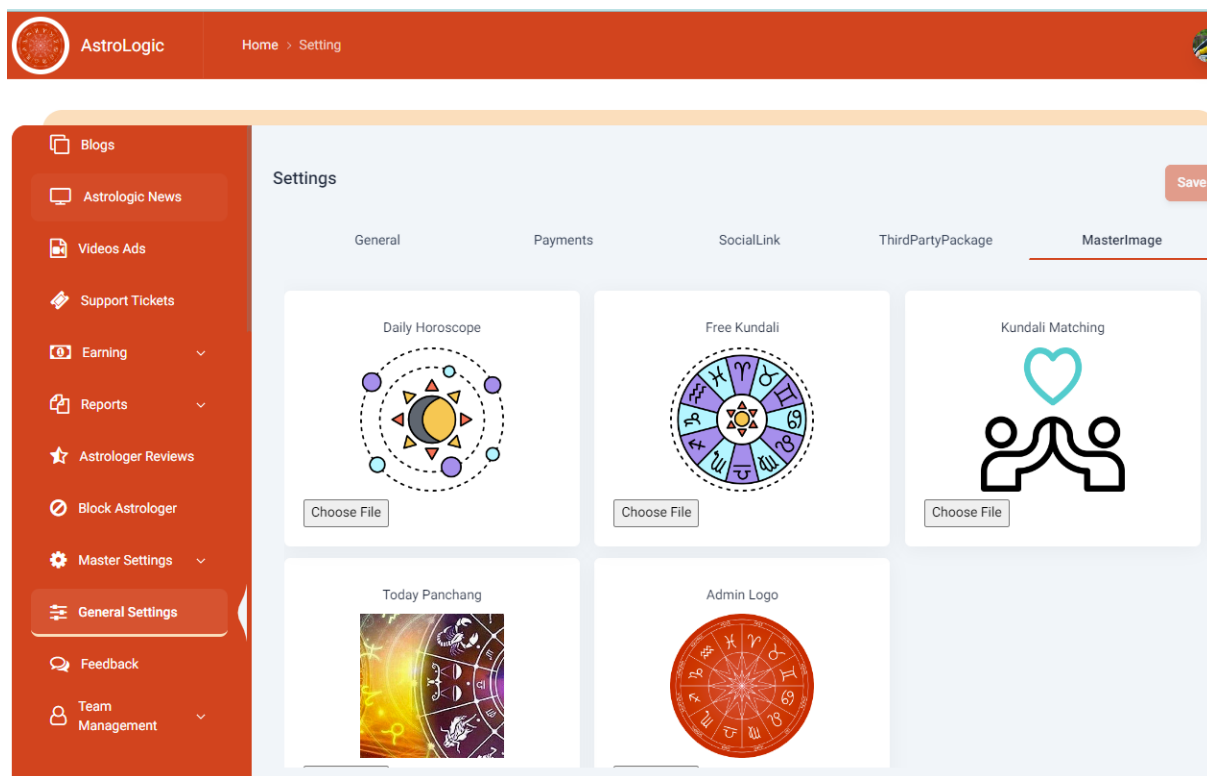 AstroLogic
Home > Setting
Blogs
Astrologic News
Videos Ads
Support Tickets
Earning
Reports
Astrologer Reviews
Block Astrologer
Master Settings
General Settings
Feedback
Team
Management
Settings
Save
General Payments SocialLink ThirdPartyPackage MasterImage
Daily Horoscope Free Kundali Kundali Matching
Choose File Choose File Choose File
Today Panchang Admin Logo